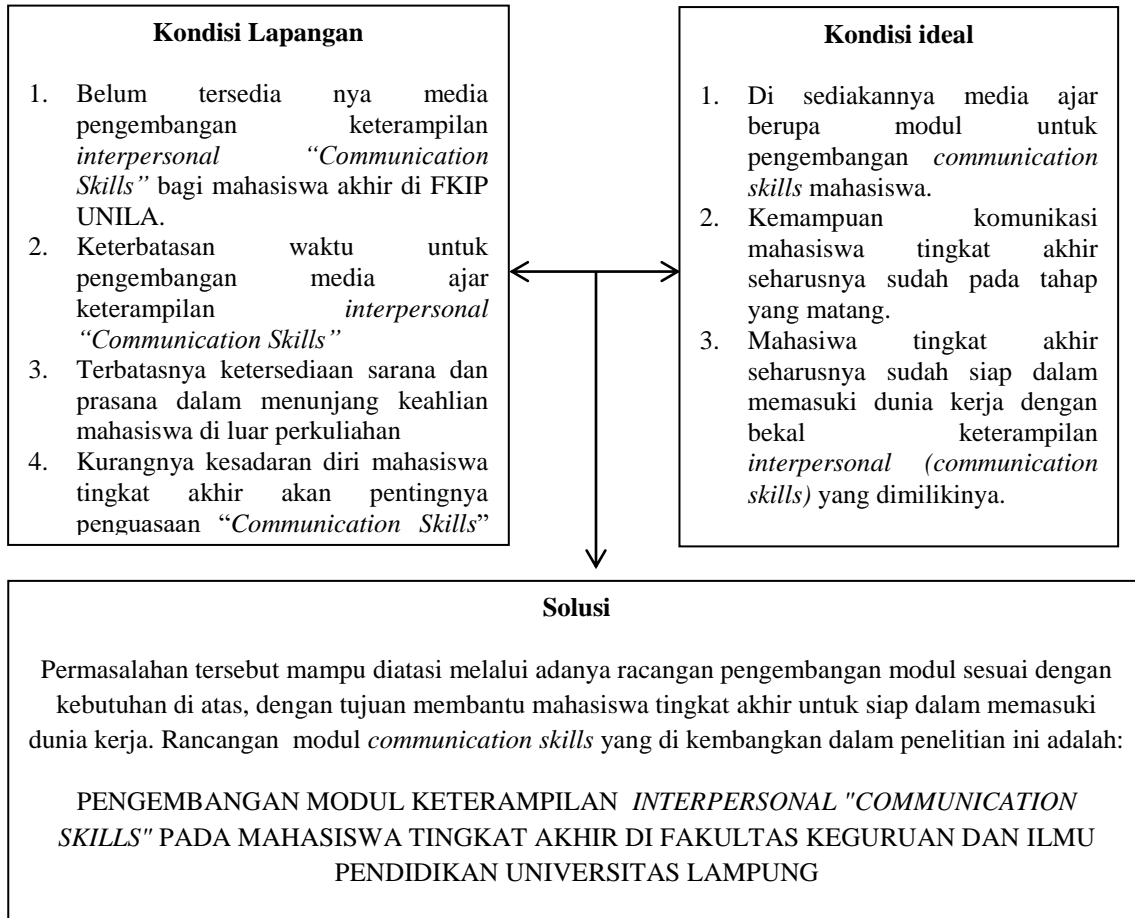 Kondisi Lapangan
1. Belum tersedia nya media
pengembangan keterampilan
interpersonal “Communication
Skills” bagi mahasiswa akhir di FKIP
UNILA.
2. Keterbatasan waktu untuk
pengembangan media ajar
keterampilan interpersonal
“Communication Skills”
3. Terbatasnya ketersediaan sarana dan
prasana dalam menunjang keahlian
mahasiswa di luar perkuliahan
4. Kurangnya kesadaran diri mahasiswa
tingkat akhir akan pentingnya
penguasaan “Communication Skills”
Kondisi ideal
1. Di sediakannya media ajar
berupa modul untuk
pengembangan communication
skills mahasiswa.
2. Kemampuan komunikasi
mahasiswa tingkat akhir
seharusnya sudah pada tahap
yang matang.
3. Mahasiwa tingkat akhir
seharusnya sudah siap dalam
memasuki dunia kerja dengan
bekal keterampilan
interpersonal (communication
skills) yang dimilikinya.
Solusi
Permasalahan tersebut mampu diatasi melalui adanya racangan pengembangan modul sesuai dengan
kebutuhan di atas, dengan tujuan membantu mahasiswa tingkat akhir untuk siap dalam memasuki
dunia kerja. Rancangan modul communication skills yang di kembangkan dalam penelitian ini adalah:
PENGEMBANGAN MODUL KETERAMPILAN INTERPERSONAL "COMMUNICATION
SKILLS" PADA MAHASISWA TINGKAT AKHIR DI FAKULTAS KEGURUAN DAN ILMU
PENDIDIKAN UNIVERSITAS LAMPUNG